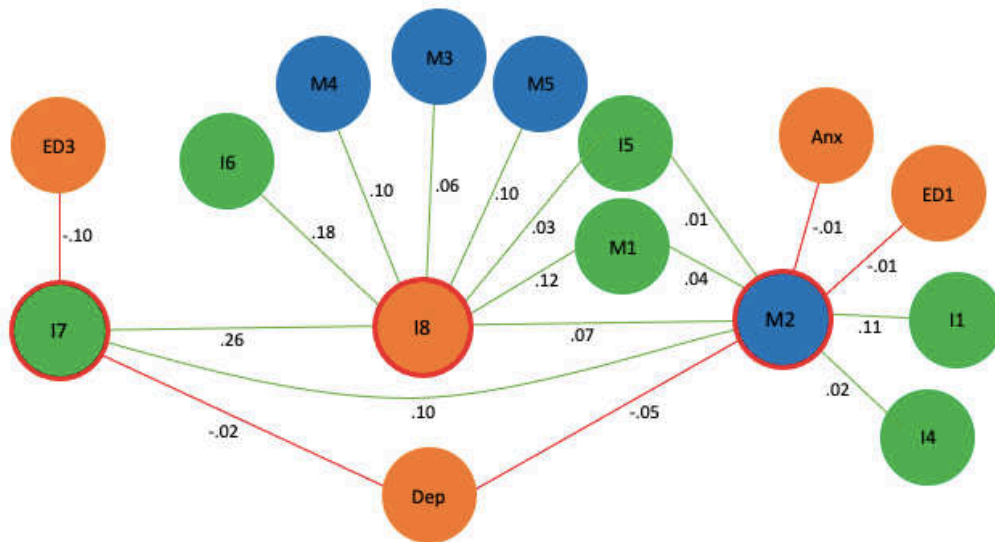 M3
M4
M5
ED3
I6
I5
Anx
ED1
-.10
.18
.10
.06
.10
.03
.01
-.01
M1
-.01
.12
.04
I7
.26
I8
.07
M2
.11
I1
.10
.02
-.02
-.05
I4
Dep